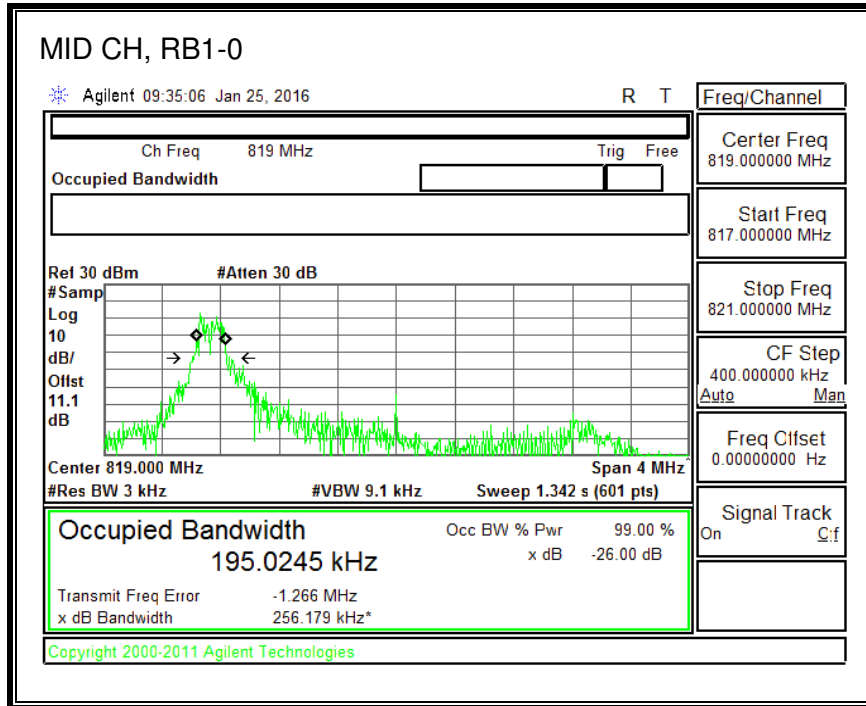 MID CH, RB1-0
Agilent 09:35:06 Jan 25, 2016 R T
Freq/Channel
Ch Freq 819 MHz Trig Free
Occupied Bandwidth
Center Freq
819.000000 MHz
Start Freq
817.000000 MHz
Stop Freq
821.000000 MHz
CF Step
400.000000 kHz
Auto Man
Freq Offset
0.00000000 Hz
Signal Track
On Off
Ref 30 dBm #Atten 30 dB
#Samp
Log
10
dB/
Offst
11.1
dB
Center 819.000 MHz Span 4 MHz
#Res BW 3 kHz #VBW 9.1 kHz Sweep 1.342 s (601 pts)
Occupied Bandwidth Occ BW % Pwr 99.00 %
195.0245 kHz x dB -26.00 dB
Transmit Freq Error -1.266 MHz
x dB Bandwidth 256.179 kHz*
Copyright 2000-2011 Agilent Technologies